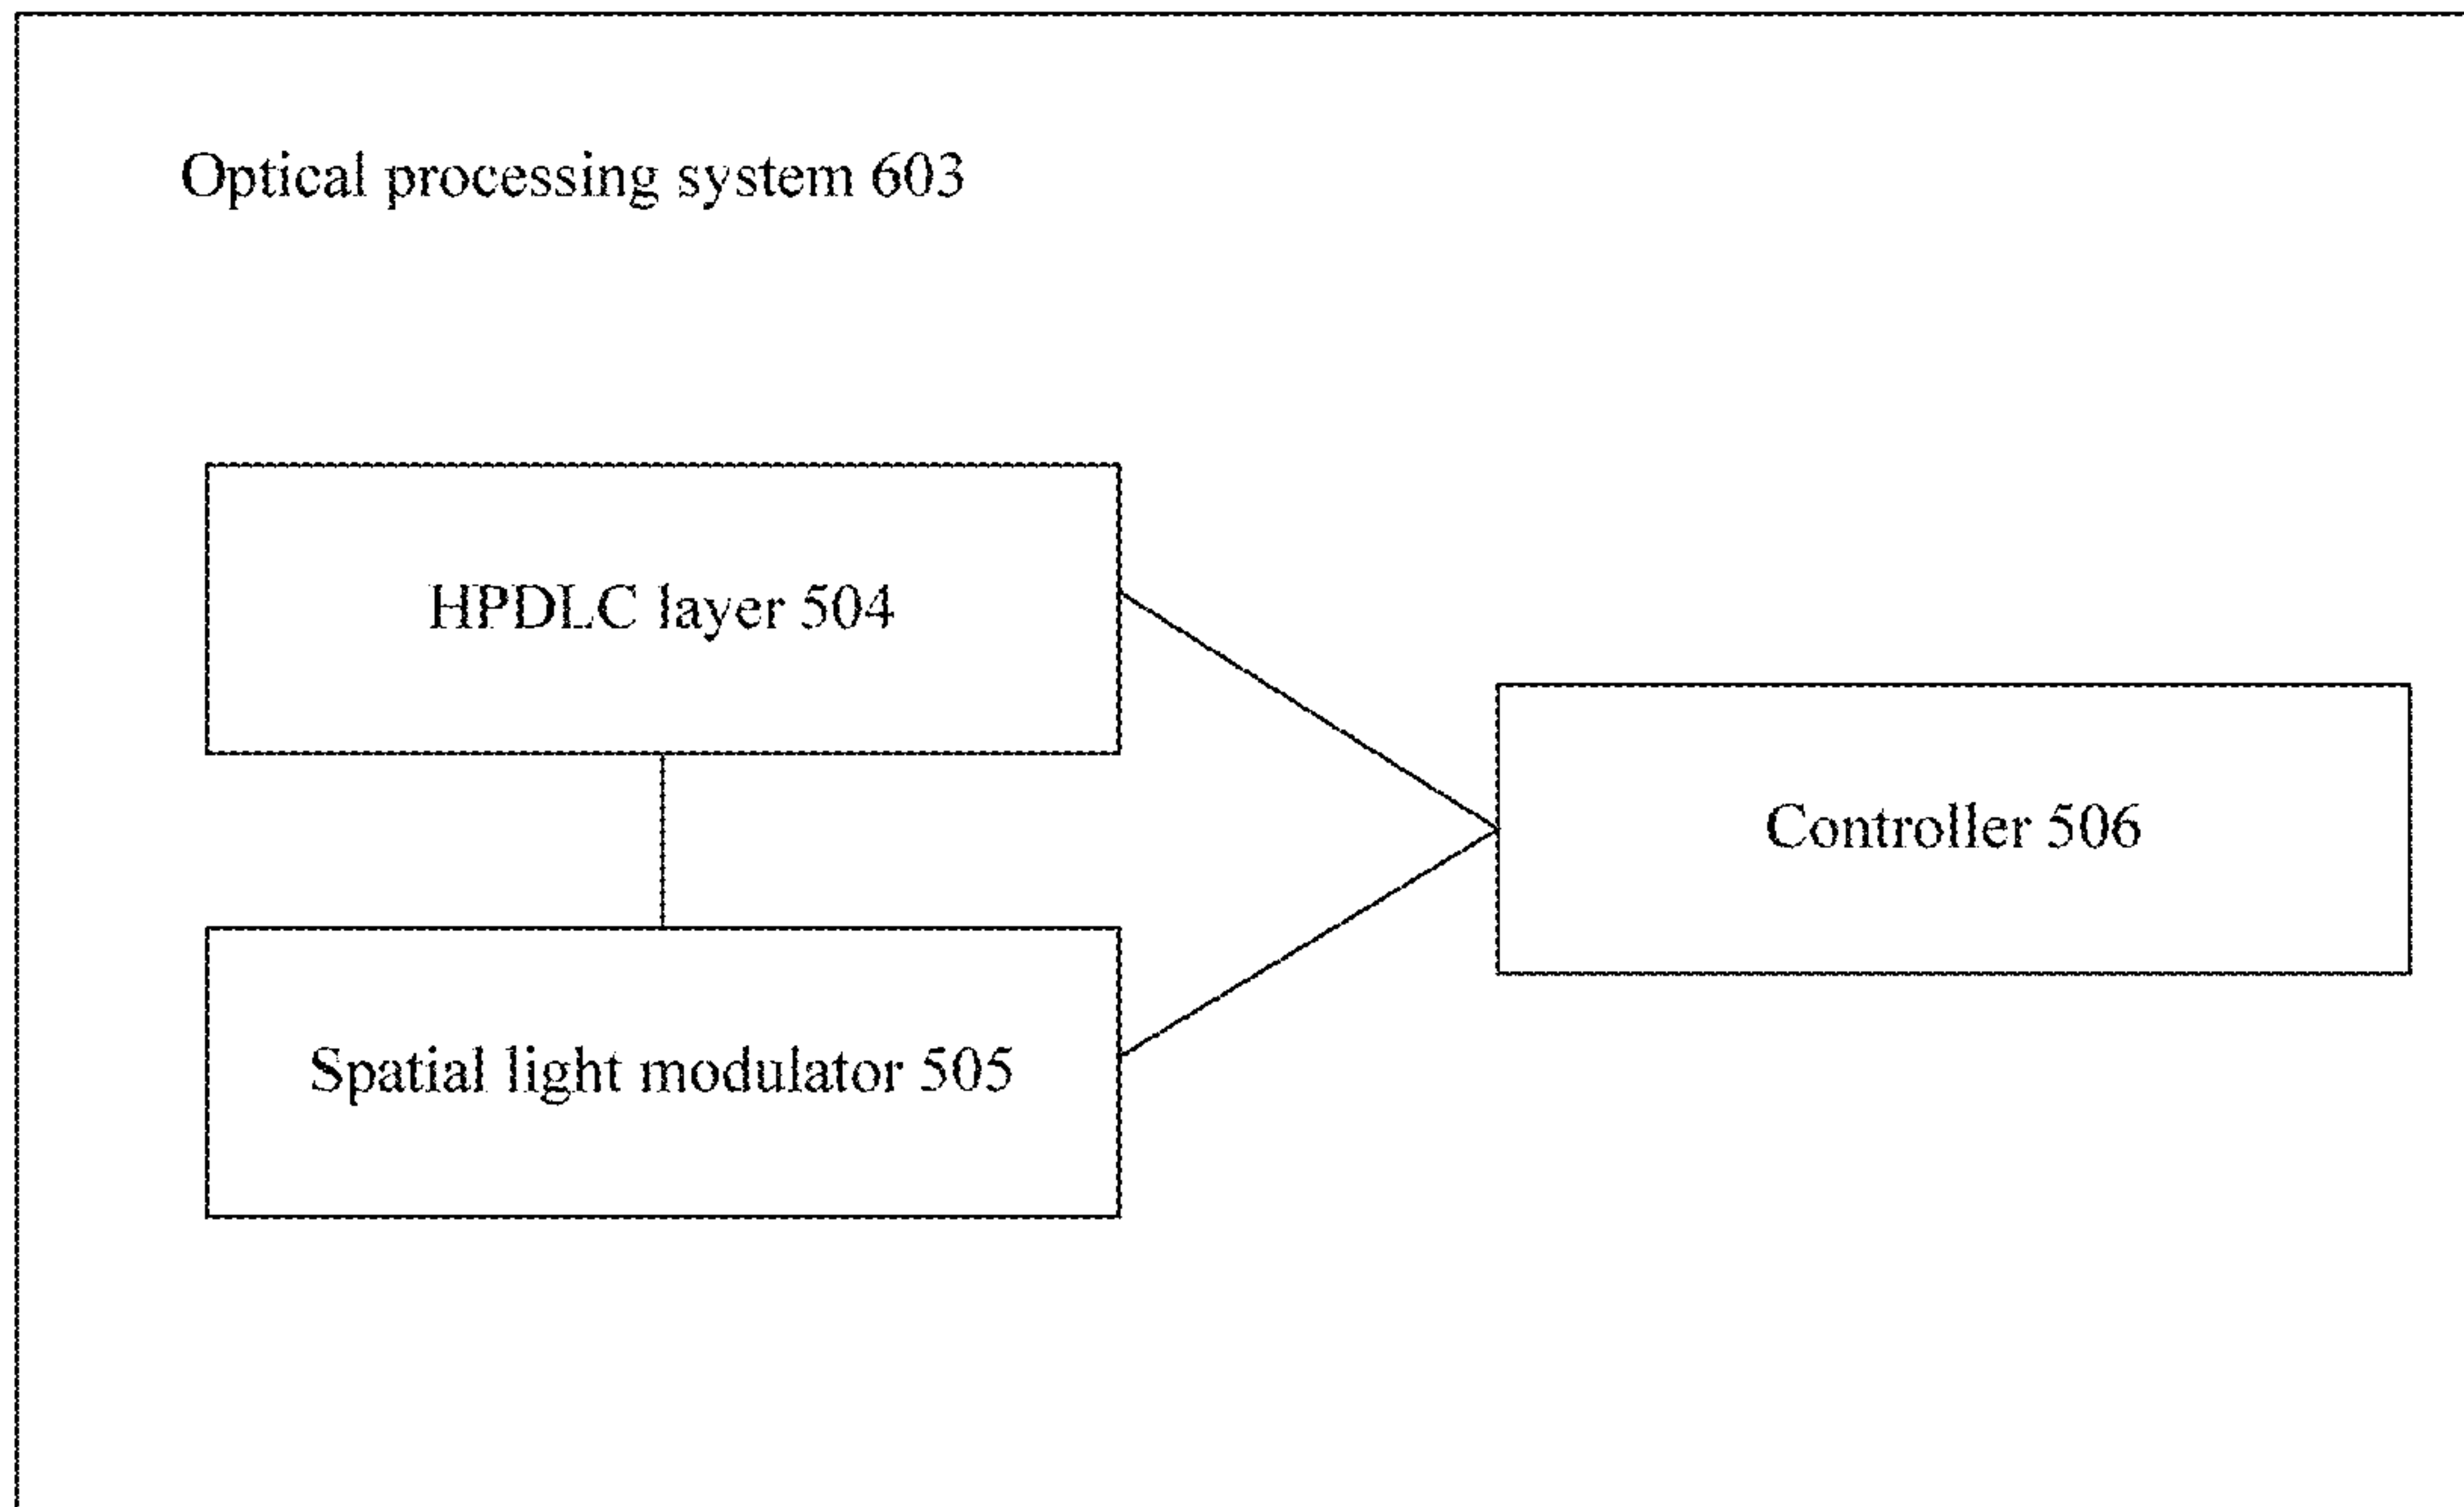 Optical processing system 603
HPDLC layer 504
Controller 506
Spatial light modulator 505